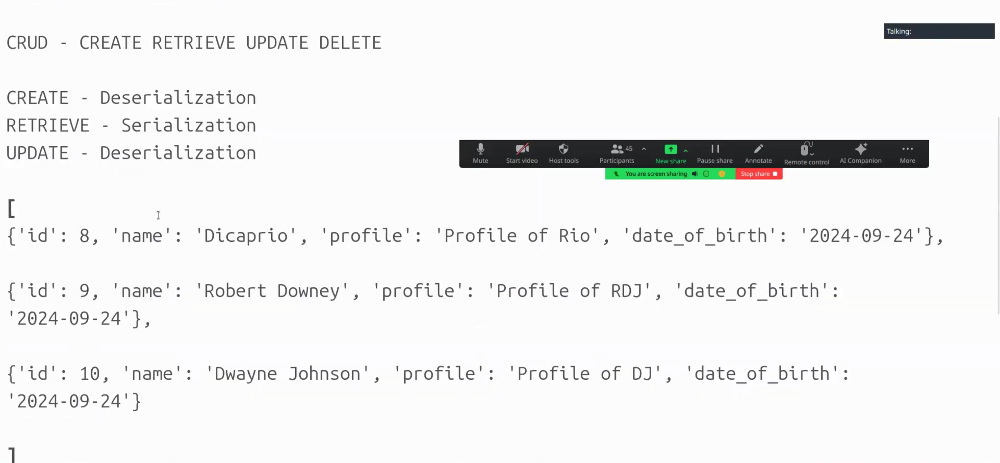 Talking:
CRUD - CREATE RETRIEVE UPDATE DELETE
CREATE - Deserialization
RETRIEVE - Serialization
UPDATE - Deserialization
Mute Start video Host tools Participants 45 New share Pause share Annotate Remote control AI Companion More
You are screen sharing Stop share
[
{'id': 8, 'name': 'Dicaprio', 'profile': 'Profile of Rio', 'date_of_birth': '2024-09-24'},
{'id': 9, 'name': 'Robert Downey', 'profile': 'Profile of RDJ', 'date_of_birth':
'2024-09-24'},
{'id': 10, 'name': 'Dwayne Johnson', 'profile': 'Profile of DJ', 'date_of_birth':
'2024-09-24'}
]